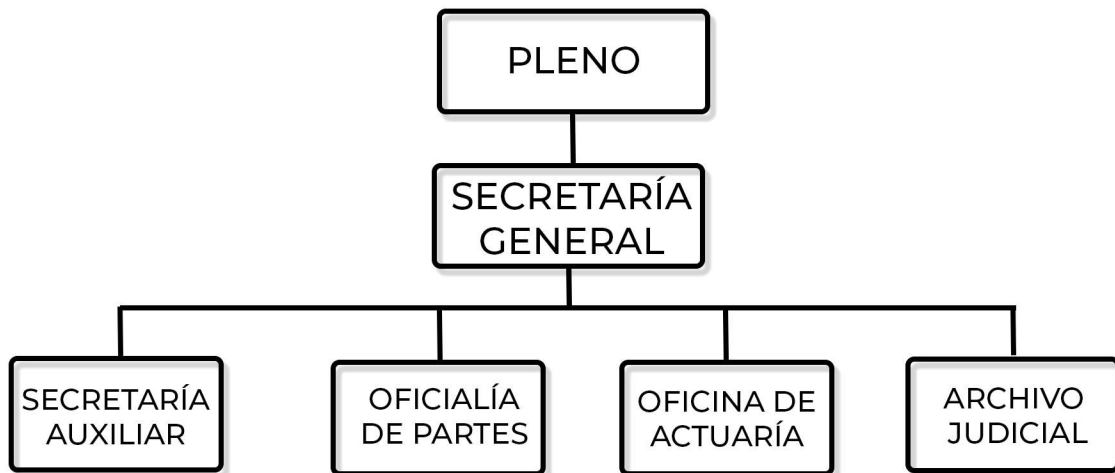 PLENO
SECRETARÍA
GENERAL
SECRETARÍA
AUXILIAR
OFICIALÍA
DE PARTES
OFICINA DE
ACTUARÍA
ARCHIVO
JUDICIAL